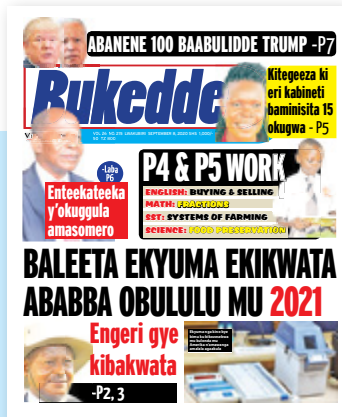 ABANENE 100 BAABULIDDE TRUMP -P7
Bukedde
Kitegeeza ki
eri kabineti
baminisita 15
okugwa - P5
-Laba
P6
Enteekateeka
y'okuggula
amasomero
P4 & P5 WORK
ENGLISH: BUYING & SELLING
MATH: FRACTIONS
SST: SYSTEMS OF FARMING
SCIENCE: FOOD PRESERVATION
BALEETA EKYUMA EKIKWATA
ABABBA OBULULU MU 2021
Engeri gye
kibakwata
-P2, 3